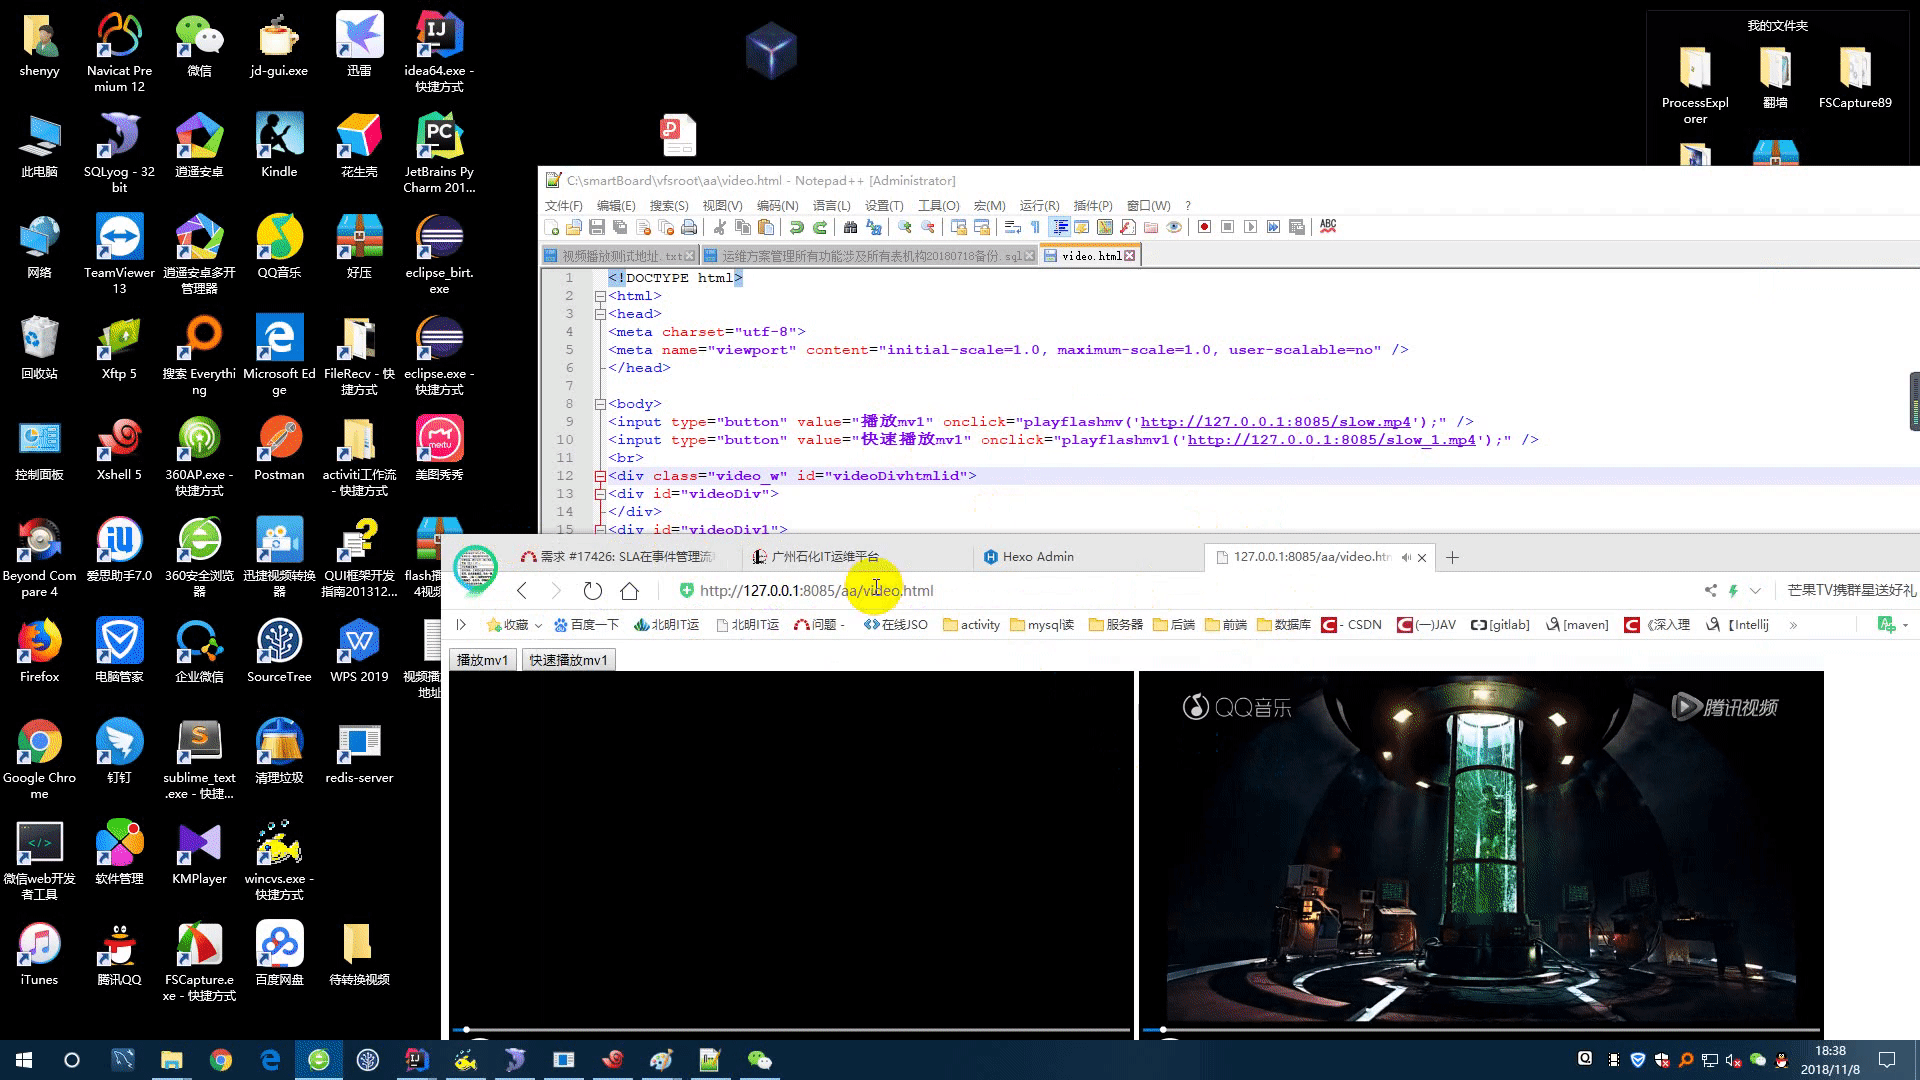 shenyy
Navicat Pre
mium 12
微信
jd-gui.exe
迅雷
idea64.exe -
快捷方式
我的文件夹
ProcessExpl
orer
翻墙
FSCapture89
此电脑
SQLyog - 32
bit
逍遥安卓
Kindle
花生壳
JetBrains Py
Charm 201...
网络
TeamViewer
13
逍遥安卓多开
管理器
QQ音乐
好压
eclipse_birt.
exe
回收站
Xftp 5
搜索 Everythi
ng
Microsoft Ed
ge
FileRecv - 快
捷方式
eclipse.exe -
快捷方式
控制面板
Xshell 5
360AP.exe -
快捷方式
Postman
activiti工作流
- 快捷方式
美图秀秀
Beyond Com
pare 4
爱思助手7.0
360安全浏览
器
迅捷视频转换
器
QUI框架开发
指南201312...
flash播
4视频
Firefox
电脑管家
企业微信
SourceTree
WPS 2019
视频播
地址
Google Chro
me
钉钉
sublime_text
.exe - 快捷...
清理垃圾
redis-server
微信web开发
者工具
软件管理
KMPlayer
wincvs.exe -
快捷方式
iTunes
腾讯QQ
FSCapture.e
xe - 快捷方式
百度网盘
待转换视频
C:\smartBoard\vfsroot\aa\video.html - Notepad++ [Administrator]
文件(F) 编辑(E) 搜索(S) 视图(V) 编码(N) 语言(L) 设置(T) 工具(O) 宏(M) 运行(R) 插件(P) 窗口(W) ?
视频播放测试地址.txt 运维方案管理所有功能涉及所有表机构20180718备份.sql video.html
1 <!DOCTYPE html>
2 <html>
3 <head>
4 <meta charset="utf-8">
5 <meta name="viewport" content="initial-scale=1.0, maximum-scale=1.0, user-scalable=no" />
6 </head>
7
8 <body>
9 <input type="button" value="播放mv1" onclick="playflashmv('http://127.0.0.1:8085/slow.mp4');" />
10 <input type="button" value="快速播放mv1" onclick="playflashmv1('http://127.0.0.1:8085/slow_1.mp4');" />
11 <br>
12 <div class="video_w" id="videoDivhtmlid">
13 <div id="videoDiv">
14 </div>
15 <div id="videoDiv1">
需求 #17426: SLA在事件管理流 广州石化IT运维平台 Hexo Admin 127.0.0.1:8085/aa/video.htm
http://127.0.0.1:8085/aa/video.html 芒果TV携群星送好礼
收藏 百度一下 北明IT运 北明IT运 问题 - 在线JSO activity mysql读 服务器 后端 前端 数据库 - CSDN (一)JAV [gitlab] [maven] 《深入理 【Intellij »
播放mv1 快速播放mv1
QQ音乐 腾讯视频
18:38
2018/11/8